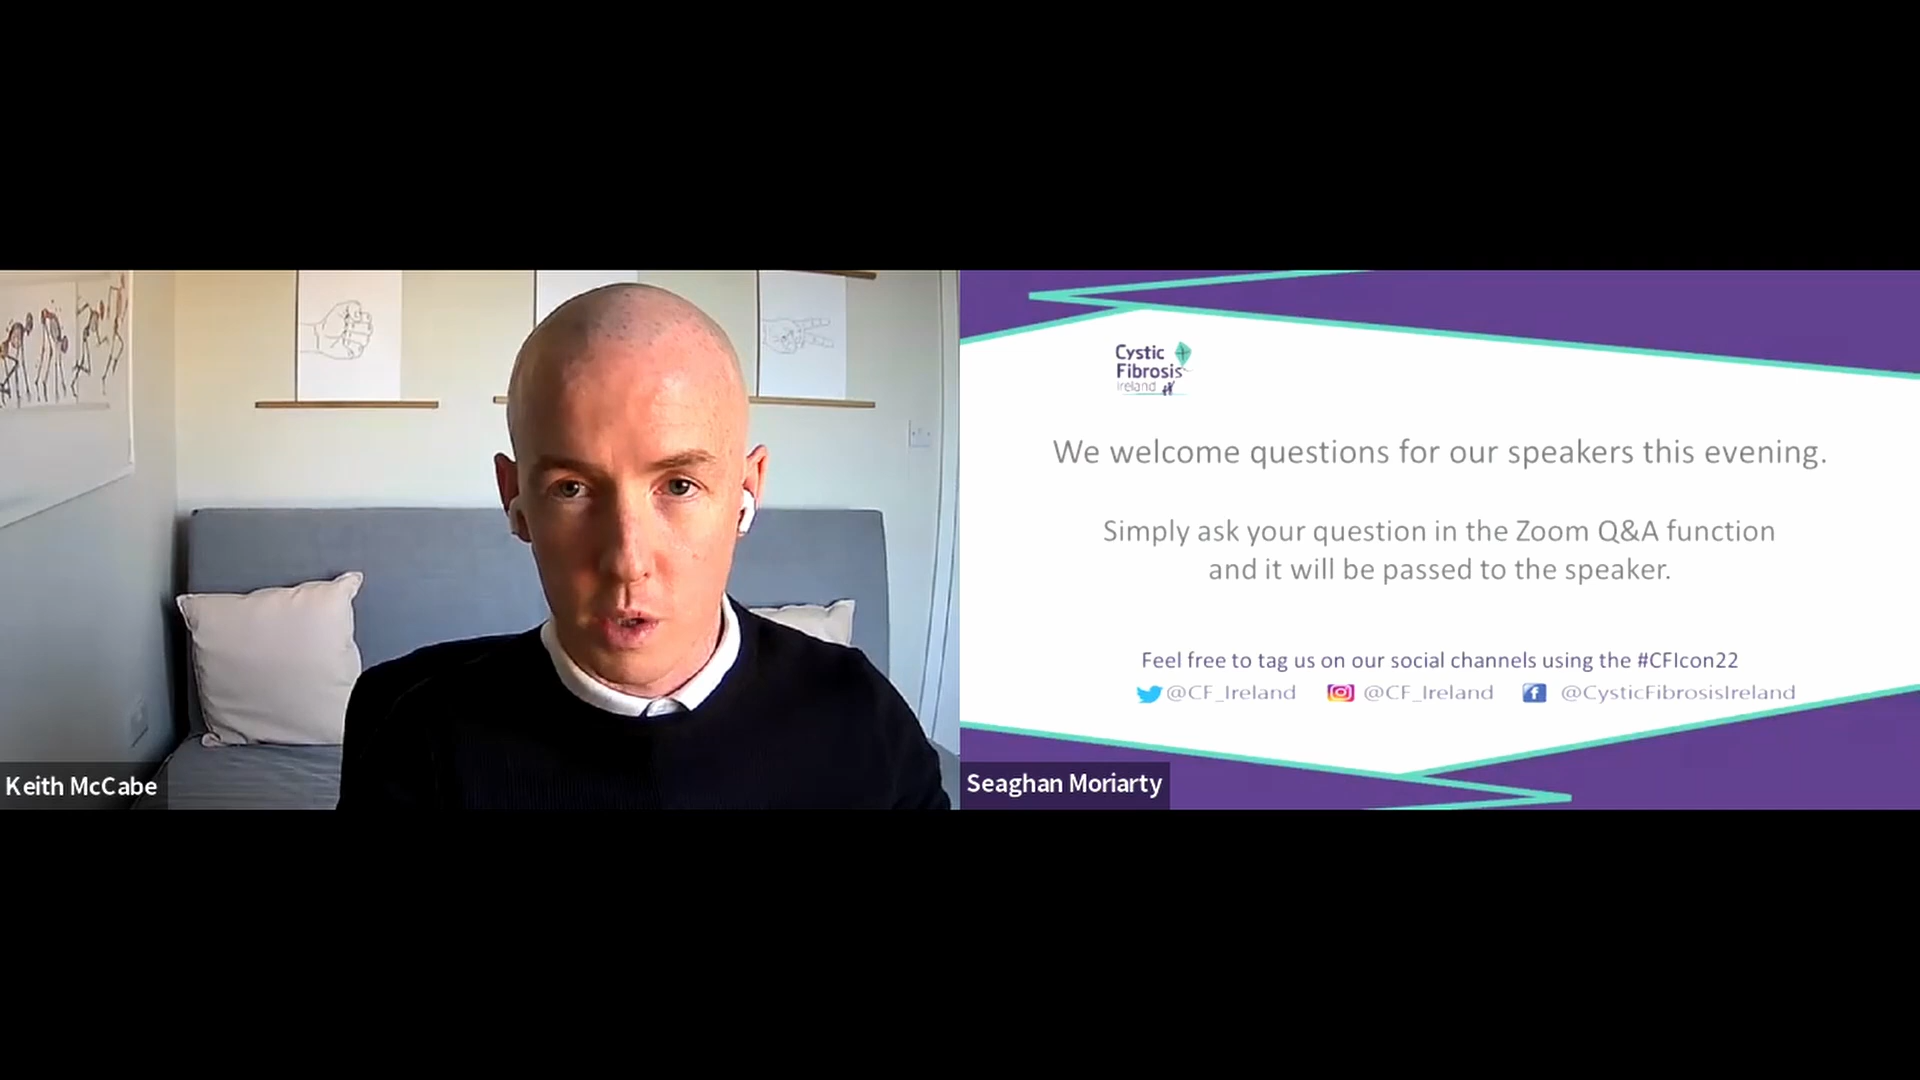 Keith McCabe
Cystic
Fibrosis
Ireland
We welcome questions for our speakers this evening.
Simply ask your question in the Zoom Q&A function
and it will be passed to the speaker.
Feel free to tag us on our social channels using the #CFIcon22
@CF_Ireland @CF_Ireland @CysticFibrosisIreland
Seaghan Moriarty